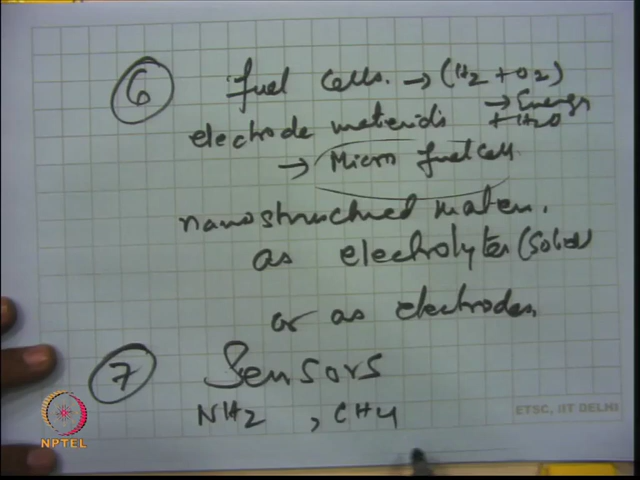 6 fuel cells. → (H2 + O2)
→ Energy
electrode materials + H2O
→ Micro fuel cell
nanostructured mater.
as electrolytes (solid)
or as electrodes.
7 Sensors
NH2 , CH4
ETSC, IIT DELHI
NPTEL